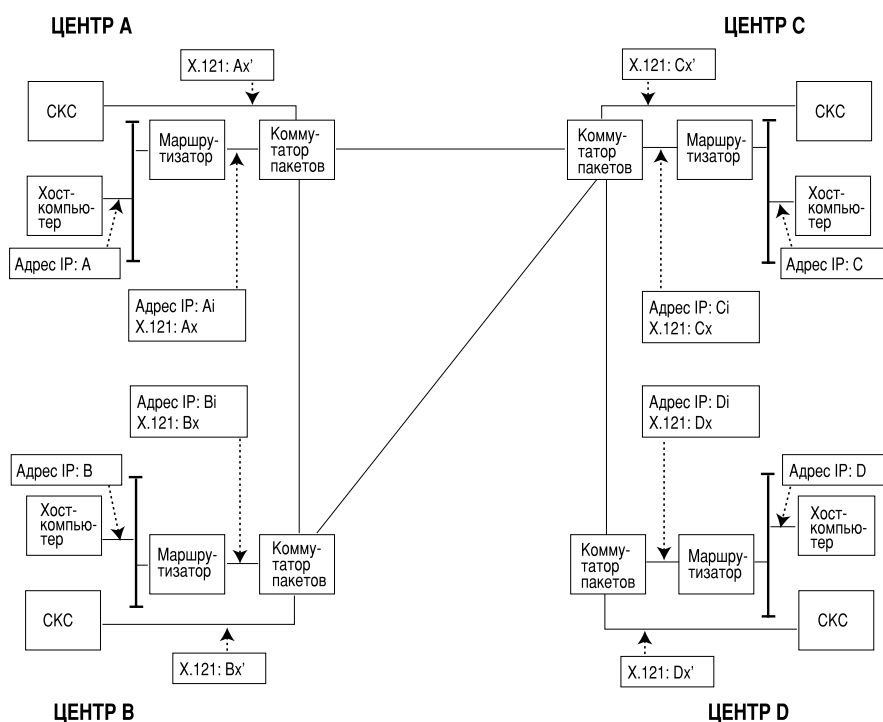 ЦЕНТР А
ЦЕНТР С
X.121: Ax’
X.121: Cx’
СКС
Маршру-
тизатор
Комму-
татор
пакетов
Комму-
татор
пакетов
Маршру-
тизатор
СКС
Хост-
компью-
тер
Хост-
компью-
тер
Адрес IP: A
Адрес IP: C
Адрес IP: Ai
X.121: Ax
Адрес IP: Ci
X.121: Cx
Адрес IP: Bi
X.121: Bx
Адрес IP: Di
X.121: Dx
Адрес IP: B
Адрес IP: D
Хост-
компью-
тер
Хост-
компью-
тер
Маршру-
тизатор
Комму-
татор
пакетов
Комму-
татор
пакетов
Маршру-
тизатор
СКС
СКС
X.121: Bx’
X.121: Dx’
ЦЕНТР B
ЦЕНТР D